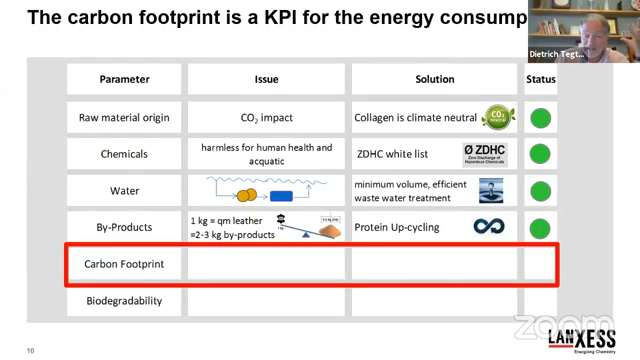 The carbon footprint is a KPI for the energy consump
Dietrich Tegt...
Parameter Issue Solution Status
Raw material origin CO2 impact Collagen is climate neutral CO2 neutral
Chemicals harmless for human health and acquatic ZDHC white list Ø ZDHC
Zero Discharge of Hazardous Chemicals
Water minimum volume, efficient waste water treatment
By-Products 1 kg = qm leather
=2-3 kg by-products Protein Up-cycling
Carbon Footprint
Biodegradability
zoom
10
LANXESS
Energizing Chemistry